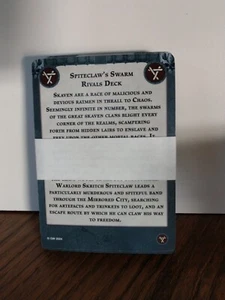 Spiteclaw's Swarm
Rivals Deck
Skaven are a race of malicious and
devious ratmen in thrall to Chaos.
Seemingly infinite in number, the swarms
of the great skaven clans blight every
corner of the realms, scampering
forth from hidden lairs to enslave and
Warlord Skritch Spiteclaw leads a
particularly murderous and spiteful band
through the Mirrored City, searching
for artefacts and trinkets to loot, and an
escape route by which he can claw his way
to freedom.